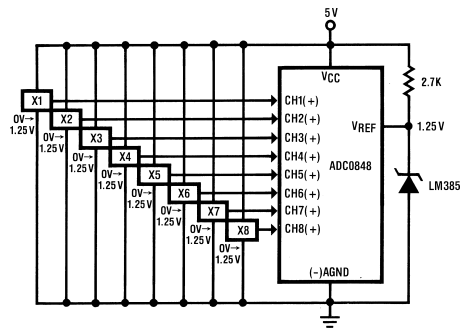 5V
VCC
2.7K
X1
CH1(+)
0V→
1.25V
X2
CH2(+)
0V→
1.25V
X3
CH3(+)
VREF
1.25V
0V→
1.25V
X4
CH4(+)
ADC0848
0V→
1.25V
X5
CH5(+)
LM385
0V→
1.25V
X6
CH6(+)
0V→
1.25V
X7
CH7(+)
0V→
1.25V
X8
CH8(+)
0V→
1.25V
(-)AGND